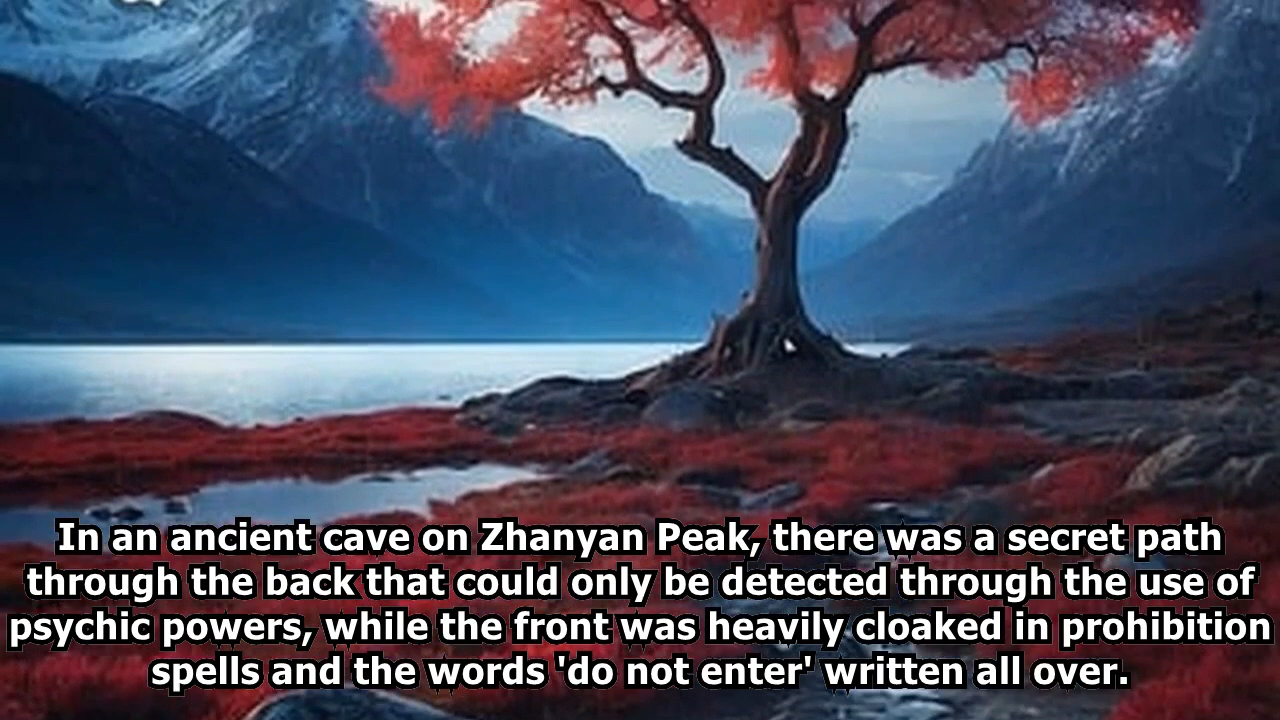 In an ancient cave on Zhanyan Peak, there was a secret path
through the back that could only be detected through the use of
psychic powers, while the front was heavily cloaked in prohibition
spells and the words 'do not enter' written all over.